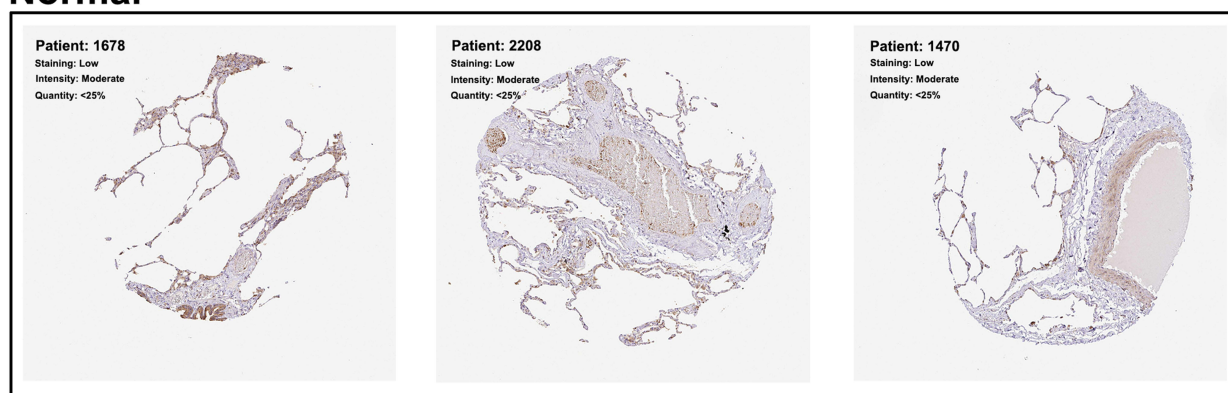 Patient: 1678
Staining: Low
Intensity: Moderate
Quantity: <25%
Patient: 2208
Staining: Low
Intensity: Moderate
Quantity: <25%
Patient: 1470
Staining: Low
Intensity: Moderate
Quantity: <25%